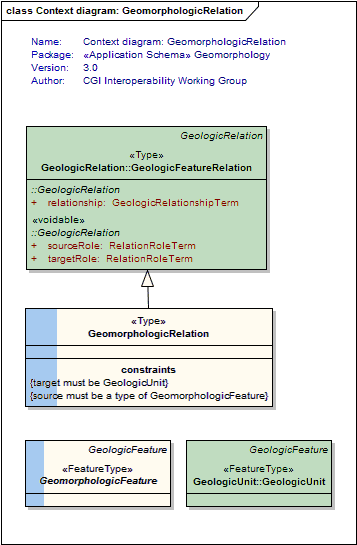 class Context diagram: GeomorphologicRelation
Name: Context diagram: GeomorphologicRelation
Package: «Application Schema» Geomorphology
Version: 3.0
Author: CGI Interoperability Working Group
GeologicRelation
«Type»
GeologicRelation::GeologicFeatureRelation
::GeologicRelation
+ relationship: GeologicRelationshipTerm
«voidable»
::GeologicRelation
+ sourceRole: RelationRoleTerm
+ targetRole: RelationRoleTerm
«Type»
GeomorphologicRelation
constraints
{target must be GeologicUnit}
{source must be a type of GeomorphologicFeature}
GeologicFeature
«FeatureType»
GeomorphologicFeature
GeologicFeature
«FeatureType»
GeologicUnit::GeologicUnit